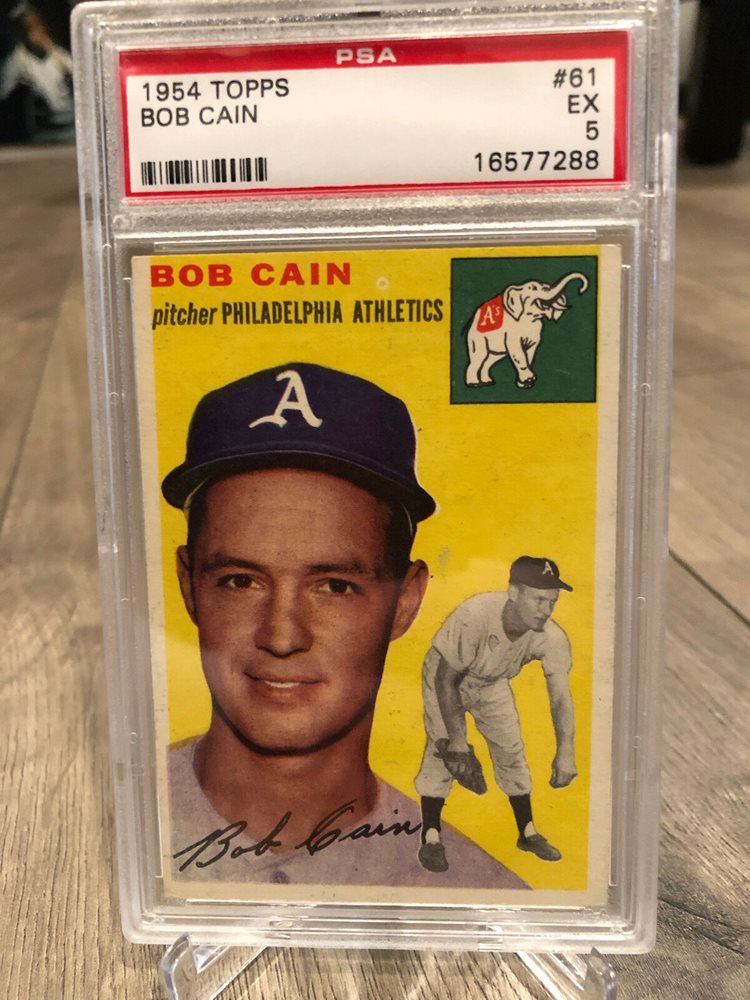 PSA
1954 TOPPS #61
BOB CAIN EX
5
16577288
BOB CAIN
pitcher PHILADELPHIA ATHLETICS
A's
A
A
Bob Cain